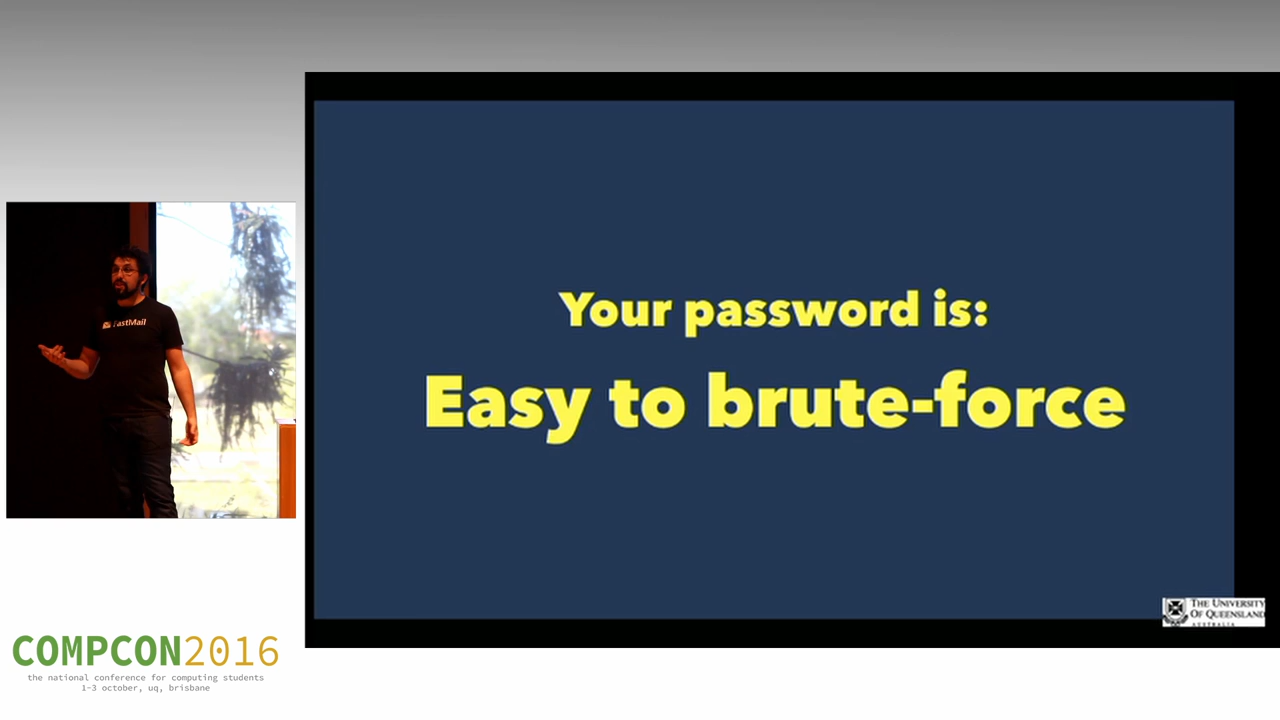 Your password is:
Easy to brute-force
FastMail
THE UNIVERSITY
OF QUEENSLAND
AUSTRALIA
COMPCON2016
the national conference for computing students
1-3 october, uq, brisbane